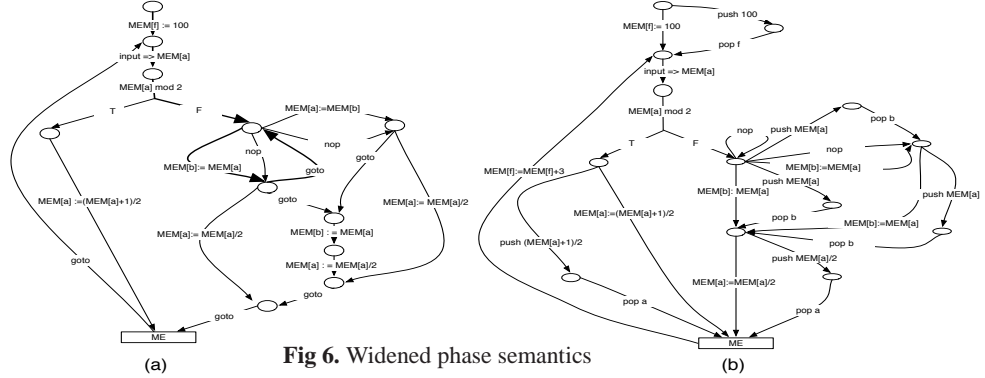 MEM[f] := 100
input => MEM[a]
MEM[a] mod 2
T
F
MEM[a]:=MEM[b]
nop
nop
MEM[b]:= MEM[a]
goto
goto
goto
MEM[a] :=(MEM[a]+1)/2
MEM[a]:= MEM[a]/2
MEM[a]:= MEM[a]/2
MEM[b] : = MEM[a]
MEM[a] : = MEM[a]/2
goto
goto
goto
ME
(a)
push 100
MEM[f]:= 100
pop f
input => MEM[a]
MEM[a] mod 2
T
F
nop
push MEM[a]
pop b
nop
MEM[b]:=MEM[a]
MEM[f]:=MEM[f]+3
push MEM[a]
MEM[b]: MEM[a]
push MEM[a]
MEM[a]:=(MEM[a]+1)/2
pop b
MEM[b]:=MEM[a]
push (MEM[a]+1)/2
pop b
push MEM[a]/2
MEM[a]:=MEM[a]/2
pop a
pop a
ME
(b)
Fig 6. Widened phase semantics